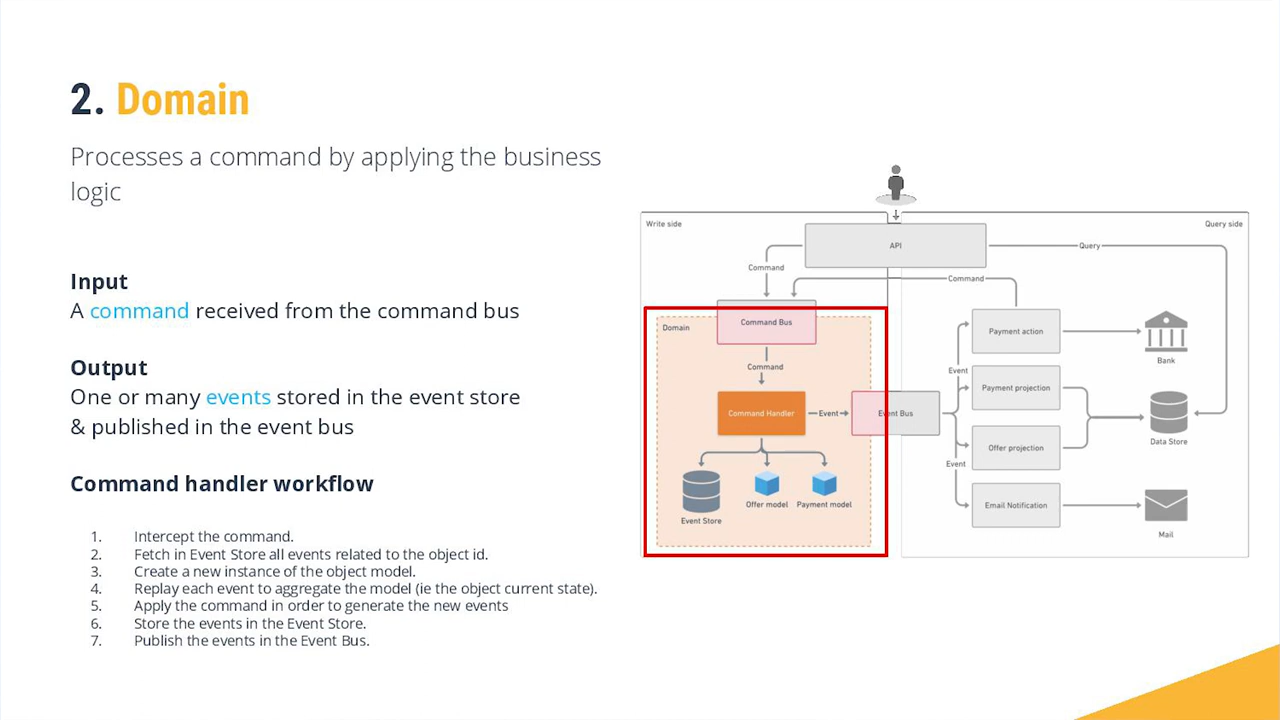 2. Domain
Processes a command by applying the business
logic
Input
A command received from the command bus
Output
One or many events stored in the event store
& published in the event bus
Command handler workflow
1. Intercept the command.
2. Fetch in Event Store all events related to the object id.
3. Create a new instance of the object model.
4. Replay each event to aggregate the model (ie the object current state).
5. Apply the command in order to generate the new events
6. Store the events in the Event Store.
7. Publish the events in the Event Bus.
Write side
Query side
API
Query
Command
Command
Domain
Command Bus
Command
Command Handler
Event
Event Bus
Event Store
Offer model
Payment model
Event
Event
Payment action
Payment projection
Offer projection
Email Notification
Bank
Data Store
Mail